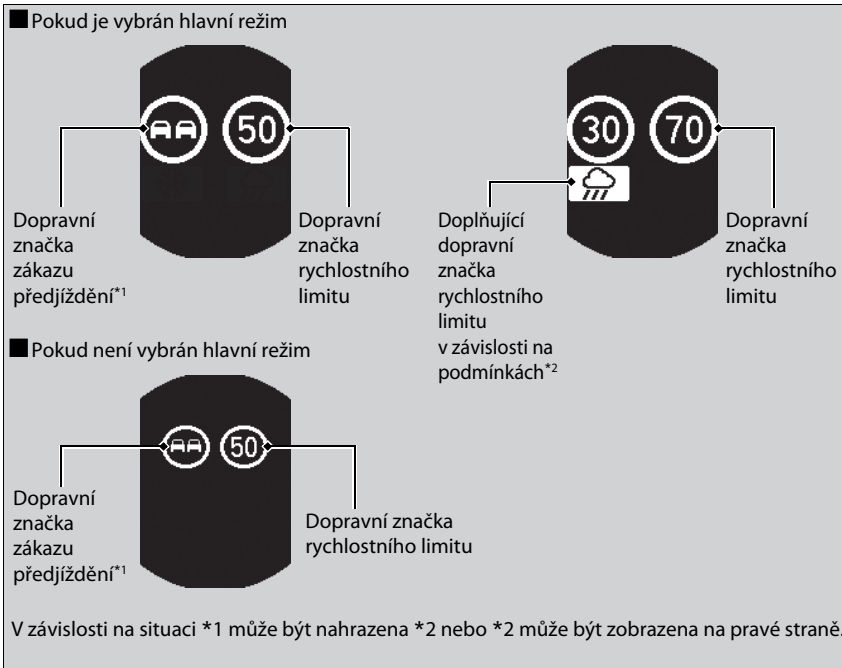 ■ Pokud je vybrán hlavní režim
50
30
70
Dopravní
značka
zákazu
předjíždění*1
Dopravní
značka
rychlostního
limitu
Doplňující
dopravní
značka
rychlostního
limitu
v závislosti na
podmínkách*2
Dopravní
značka
rychlostního
limitu
■ Pokud není vybrán hlavní režim
50
Dopravní
značka
zákazu
předjíždění*1
Dopravní značka
rychlostního limitu
V závislosti na situaci *1 může být nahrazena *2 nebo *2 může být zobrazena na pravé straně.